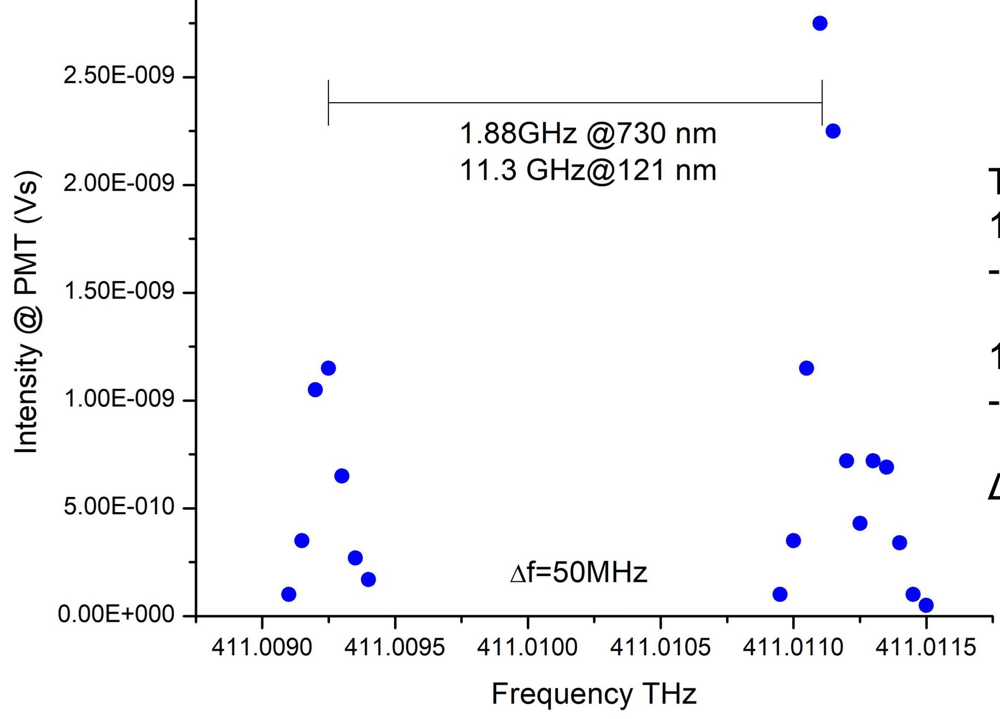 2.50E-009
2.00E-009
1.50E-009
1.00E-009
5.00E-010
0.00E+000
Intensity @ PMT (Vs)
1.88GHz @730 nm
11.3 GHz@121 nm
Δf=50MHz
411.0090 411.0095 411.0100 411.0105 411.0110 411.0115
Frequency THz